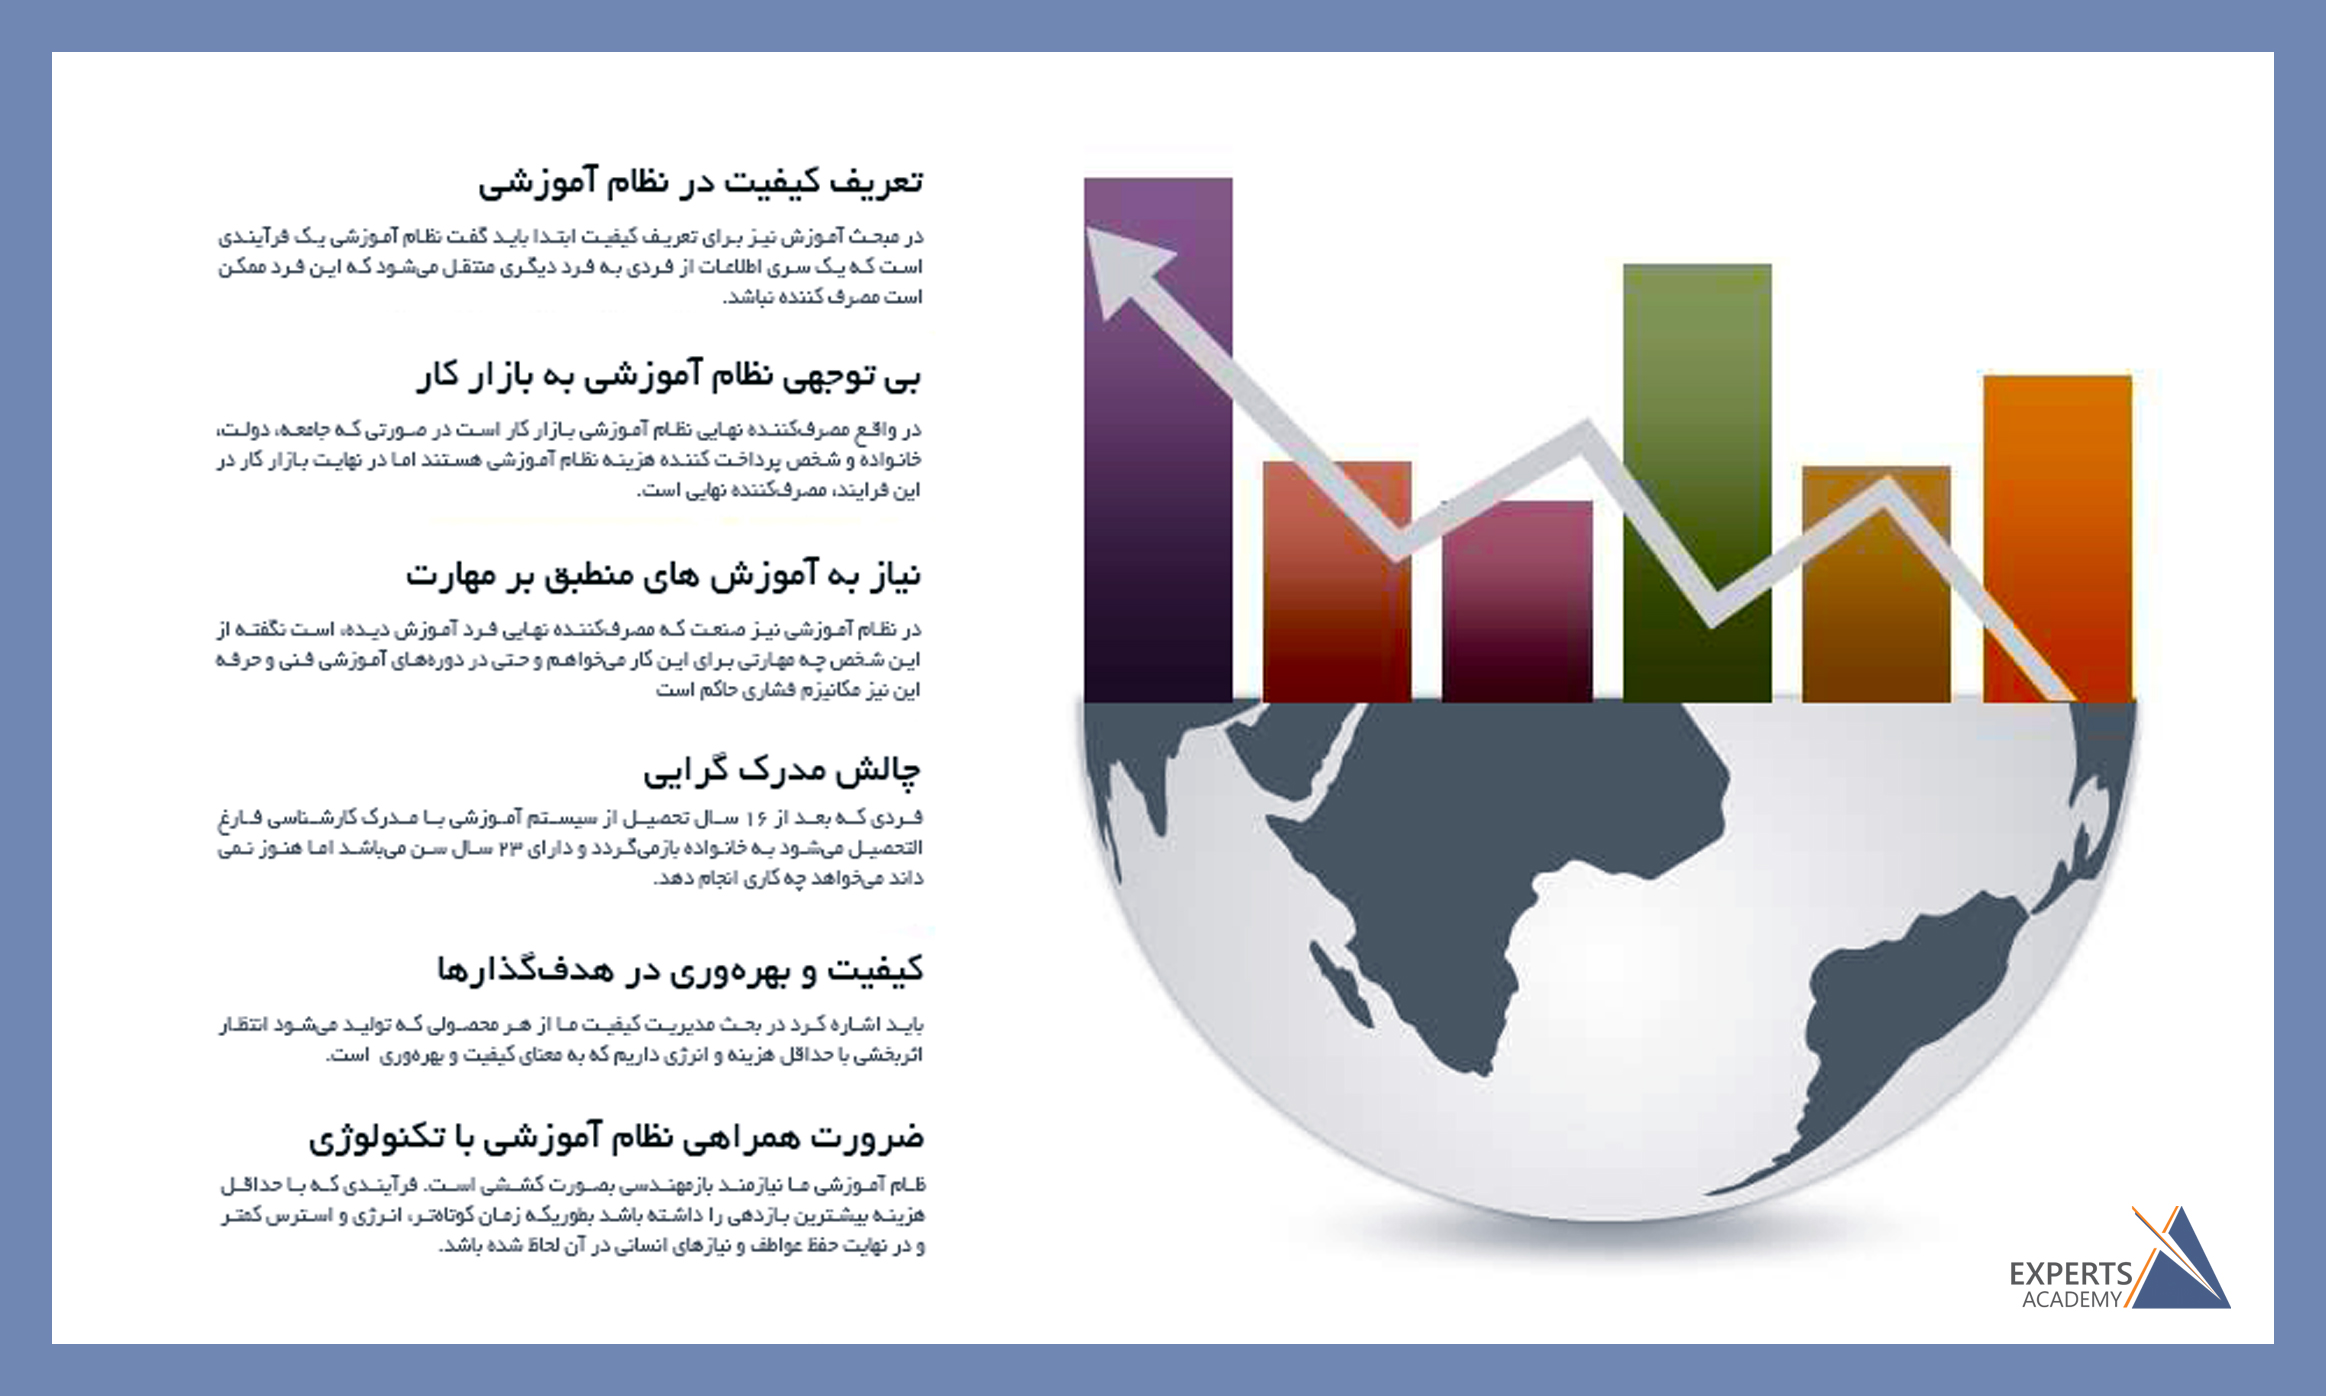 تعریف کیفیت در نظام آموزشی
در مبحث آموزش نیز برای تعریف کیفیت ابتدا باید گفت نظام آموزشی یک فرآیندی
است که یک سری اطلاعات از فردی به فرد دیگری منتقل می‌شود که این فرد ممکن
است مصرف کننده نباشد.
بی توجهی نظام آموزشی به بازار کار
در واقع مصرف‌کننده نهایی نظام آموزشی بازار کار است در صورتی که جامعه، دولت،
خانواده و شخص پرداخت کننده هزینه نظام آموزشی هستند اما در نهایت بازار کار در
این فرایند، مصرف‌کننده نهایی است.
نیاز به آموزش های منطبق بر مهارت
در نظام آموزشی نیز صنعت که مصرف‌کننده نهایی فرد آموزش دیده، است نگفته از
این شخص چه مهارتی برای این کار می‌خواهم و حتی در دوره‌های آموزشی فنی و حرفه
این نیز مکانیزم فشاری حاکم است
چالش مدرک گرایی
فردی که بعد از ۱۶ سال تحصیل از سیستم آموزشی با مدرک کارشناسی فارغ
التحصیل می‌شود به خانواده بازمی‌گردد و دارای ۲۳ سال سن می‌باشد اما هنوز نمی
داند می‌خواهد چه کاری انجام دهد.
کیفیت و بهره‌وری در هدف‌گذارها
باید اشاره کرد در بحث مدیریت کیفیت ما از هر محصولی که تولید می‌شود انتظار
اثربخشی با حداقل هزینه و انرژی داریم که به معنای کیفیت و بهره‌وری است.
ضرورت همراهی نظام آموزشی با تکنولوژی
ظام آموزشی ما نیازمند بازمهندسی بصورت کششی است. فرآیندی که با حداقل
هزینه بیشترین بازدهی را داشته باشد بطوریکه زمان کوتاه‌تر، انرژی و استرس کمتر
و در نهایت حفظ عواطف و نیازهای انسانی در آن لحاظ شده باشد.
EXPERTS
ACADEMY